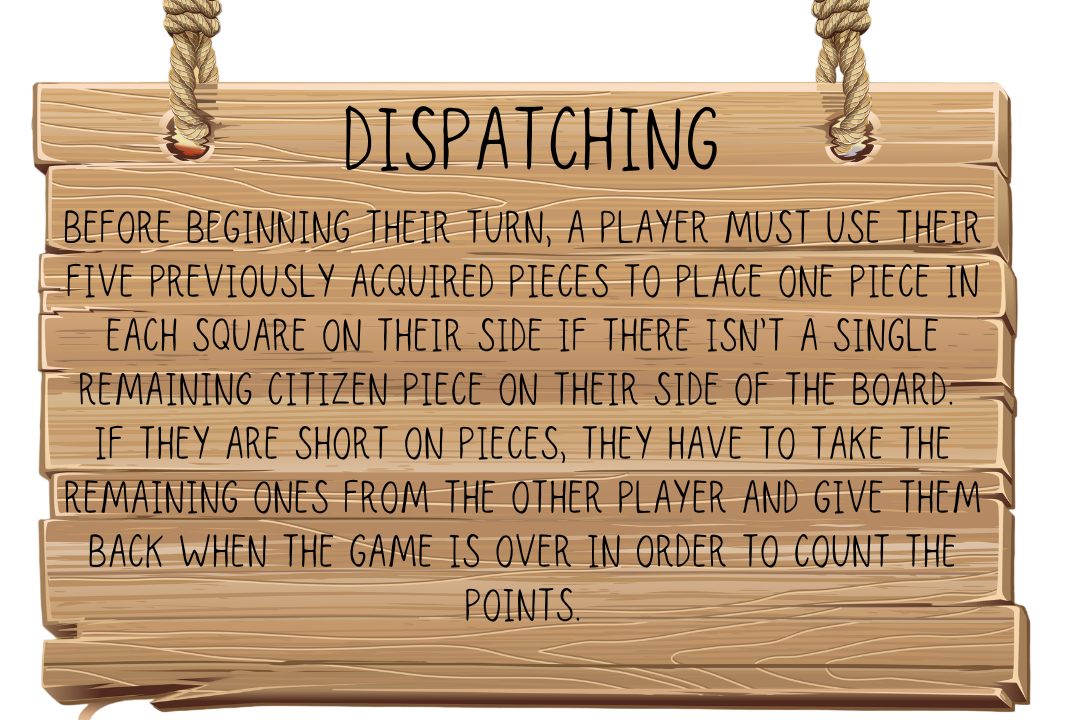 DISPATCHING
BEFORE BEGINNING THEIR TURN, A PLAYER MUST USE THEIR
FIVE PREVIOUSLY ACQUIRED PIECES TO PLACE ONE PIECE IN
EACH SQUARE ON THEIR SIDE IF THERE ISN'T A SINGLE
REMAINING CITIZEN PIECE ON THEIR SIDE OF THE BOARD.
IF THEY ARE SHORT ON PIECES, THEY HAVE TO TAKE THE
REMAINING ONES FROM THE OTHER PLAYER AND GIVE THEM
BACK WHEN THE GAME IS OVER IN ORDER TO COUNT THE
POINTS.